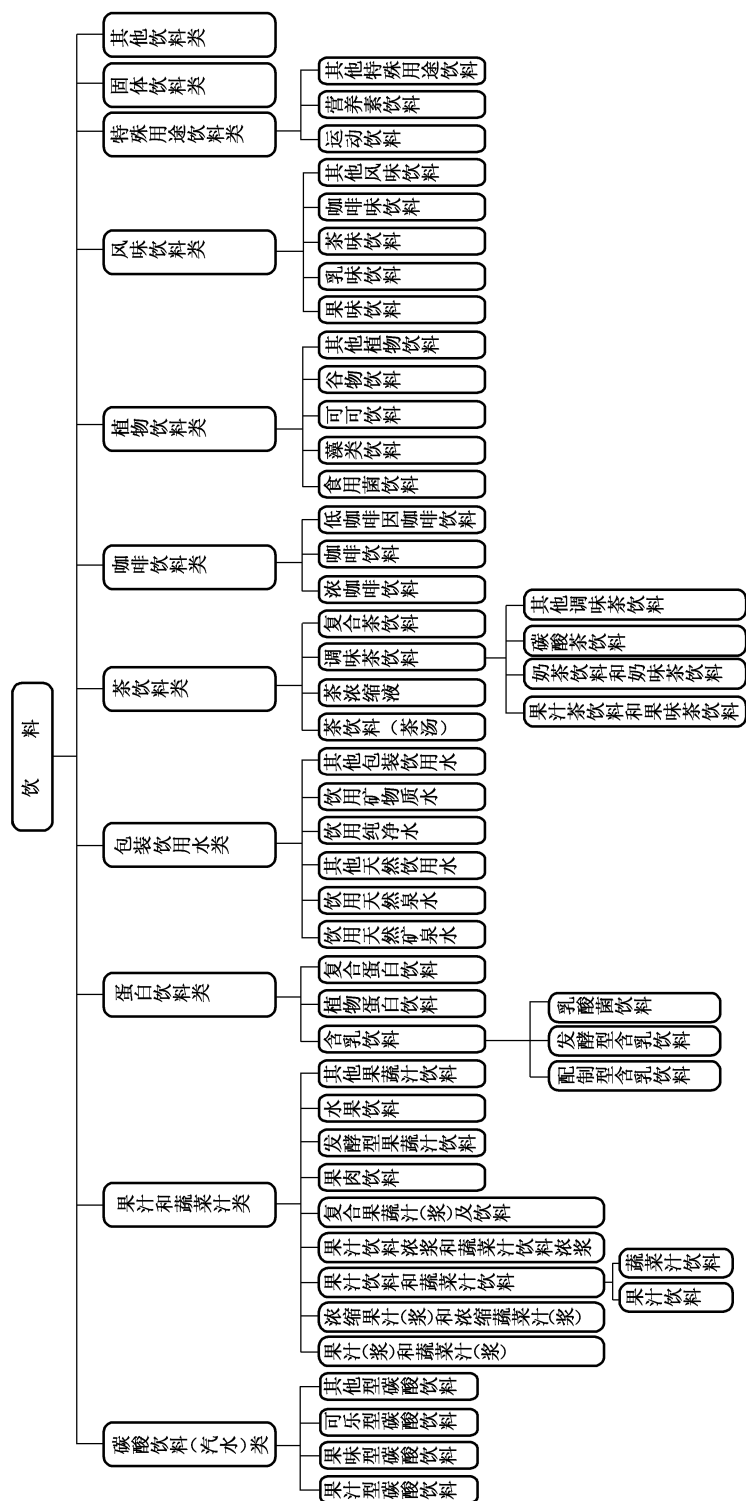 饮 料
碳酸饮料(汽水)类
果汁型碳酸饮料
果味型碳酸饮料
可乐型碳酸饮料
其他型碳酸饮料
果汁和蔬菜汁类
果汁(浆)和蔬菜汁(浆)
浓缩果汁(浆)和浓缩蔬菜汁(浆)
果汁饮料和蔬菜汁饮料
果汁饮料
蔬菜汁饮料
果汁饮料浓浆和蔬菜汁饮料浓浆
复合果蔬汁(浆)及饮料
果肉饮料
发酵型果蔬汁饮料
水果饮料
其他果蔬汁饮料
蛋白饮料类
含乳饮料
配制型含乳饮料
发酵型含乳饮料
乳酸菌饮料
植物蛋白饮料
复合蛋白饮料
包装饮用水类
饮用天然矿泉水
饮用天然泉水
其他天然饮用水
饮用纯净水
饮用矿物质水
其他包装饮用水
茶饮料类
茶饮料(茶汤)
茶浓缩液
调味茶饮料
果汁茶饮料和果味茶饮料
奶茶饮料和奶味茶饮料
碳酸茶饮料
其他调味茶饮料
复合茶饮料
咖啡饮料类
浓咖啡饮料
咖啡饮料
低咖啡因咖啡饮料
植物饮料类
食用菌饮料
藻类饮料
可可饮料
谷物饮料
其他植物饮料
风味饮料类
果味饮料
乳味饮料
茶味饮料
咖啡味饮料
其他风味饮料
特殊用途饮料类
运动饮料
营养素饮料
其他特殊用途饮料
固体饮料类
其他饮料类